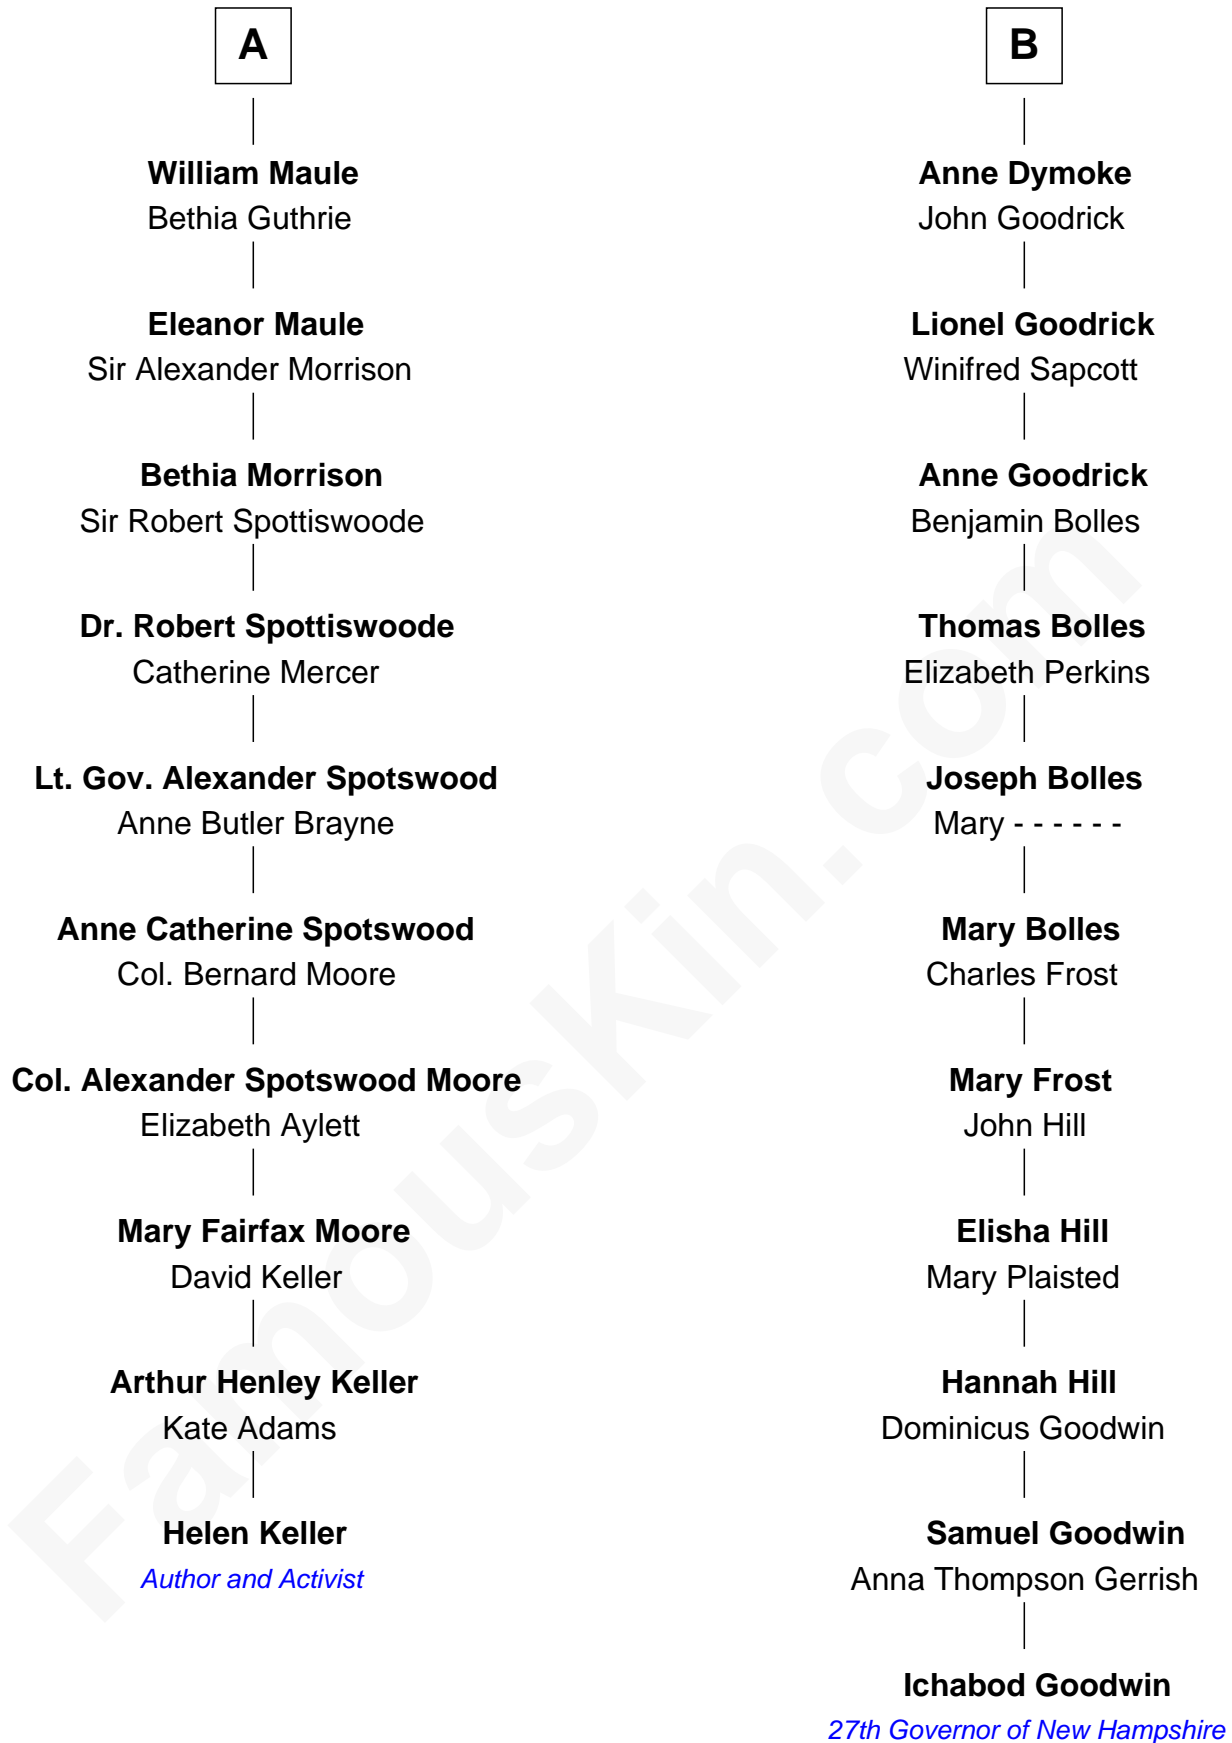 A
William Maule
Bethia Guthrie
Eleanor Maule
Sir Alexander Morrison
Bethia Morrison
Sir Robert Spottiswoode
Dr. Robert Spottiswoode
Catherine Mercer
Lt. Gov. Alexander Spotswood
Anne Butler Brayne
Anne Catherine Spotswood
Col. Bernard Moore
Col. Alexander Spotswood Moore
Elizabeth Aylett
Mary Fairfax Moore
David Keller
Arthur Henley Keller
Kate Adams
Helen Keller
Author and Activist
B
Anne Dymoke
John Goodrick
Lionel Goodrick
Winifred Sapcott
Anne Goodrick
Benjamin Bolles
Thomas Bolles
Elizabeth Perkins
Joseph Bolles
Mary - - - - - -
Mary Bolles
Charles Frost
Mary Frost
John Hill
Elisha Hill
Mary Plaisted
Hannah Hill
Dominicus Goodwin
Samuel Goodwin
Anna Thompson Gerrish
Ichabod Goodwin
27th Governor of New Hampshire
FamousKin.com